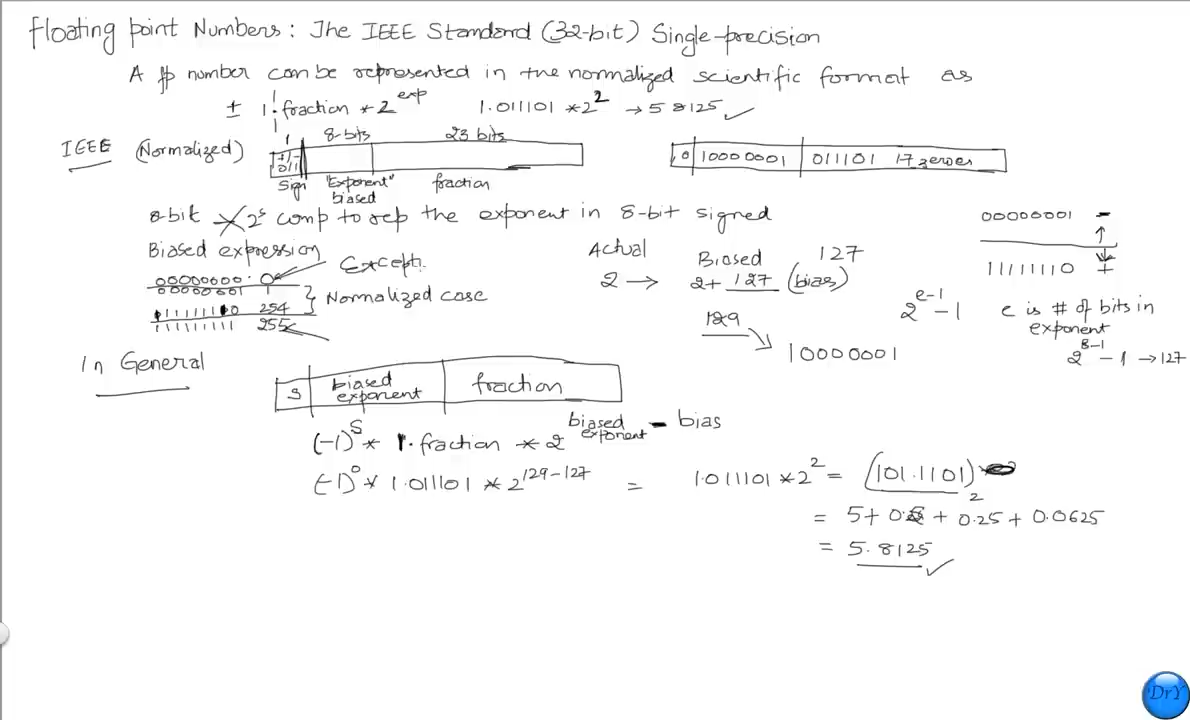 Floating point Numbers: The IEEE Standard (32-bit) Single-precision
A fp number can be represented in the normalized scientific format as
± 1.fraction * 2^exp   1.011101 * 2^2 → 5.8125 ✓
8-bits   23 bits
IEEE (Normalized)   +/- 0/1   0 | 10000001 | 011101 17 zeroes
Sign   "Exponent" biased   fraction
8-bit 2's comp to rep the exponent in 8-bit signed
Biased expression
00000000 0 Except.
00000001 1
Normalized case
11111110 254
11111111 255
Actual   Biased   127
2 → 2 + 127 (bias)
129
10000001
00000001 -
11111110 +
2^(e-1) - 1   e is # of bits in exponent
2^(8-1) - 1 → 127
In General
S | biased exponent | fraction
(-1)^S * 1.fraction * 2^(biased exponent - bias)
(-1)^0 * 1.011101 * 2^(129-127) = 1.011101 * 2^2 = (101.1101)_2
= 5 + 0.5 + 0.25 + 0.0625
= 5.8125 ✓
DrY